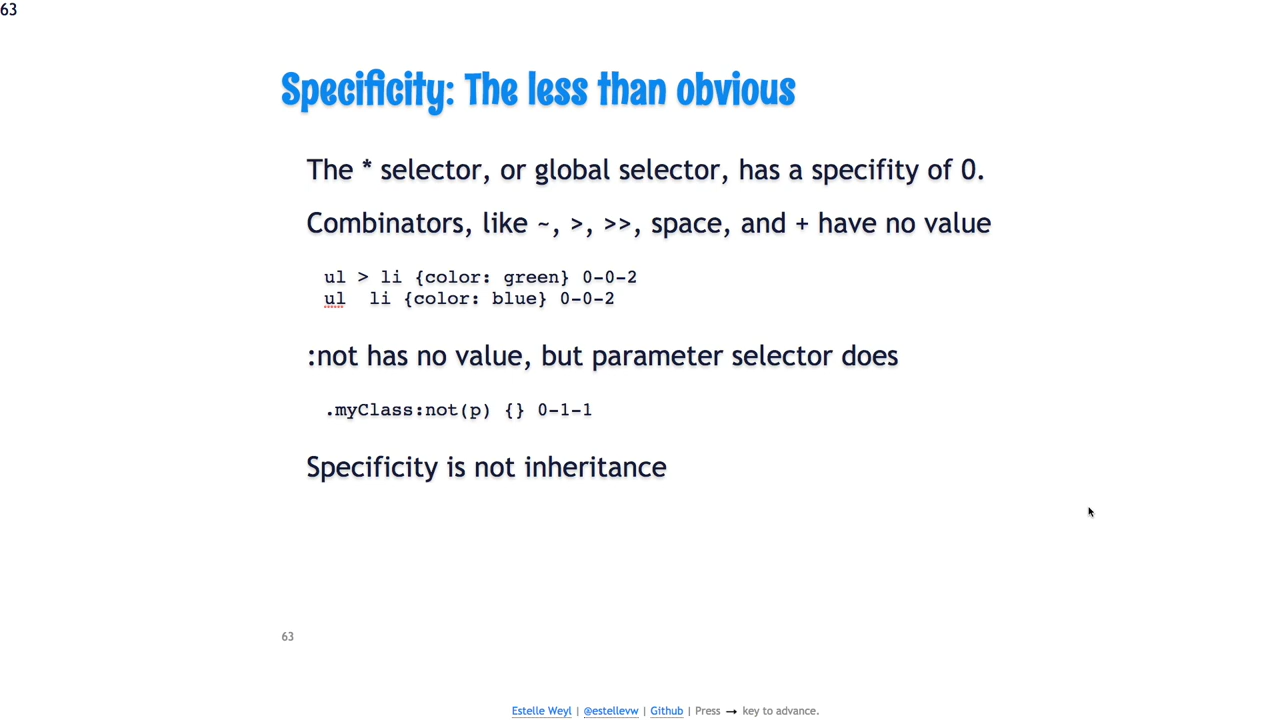 63
Specificity: The less than obvious
The * selector, or global selector, has a specifity of 0.
Combinators, like ~, >, >>, space, and + have no value
ul > li {color: green} 0-0-2
ul  li {color: blue} 0-0-2
:not has no value, but parameter selector does
.myClass:not(p) {} 0-1-1
Specificity is not inheritance
63
Estelle Weyl | @estellevw | Github | Press → key to advance.